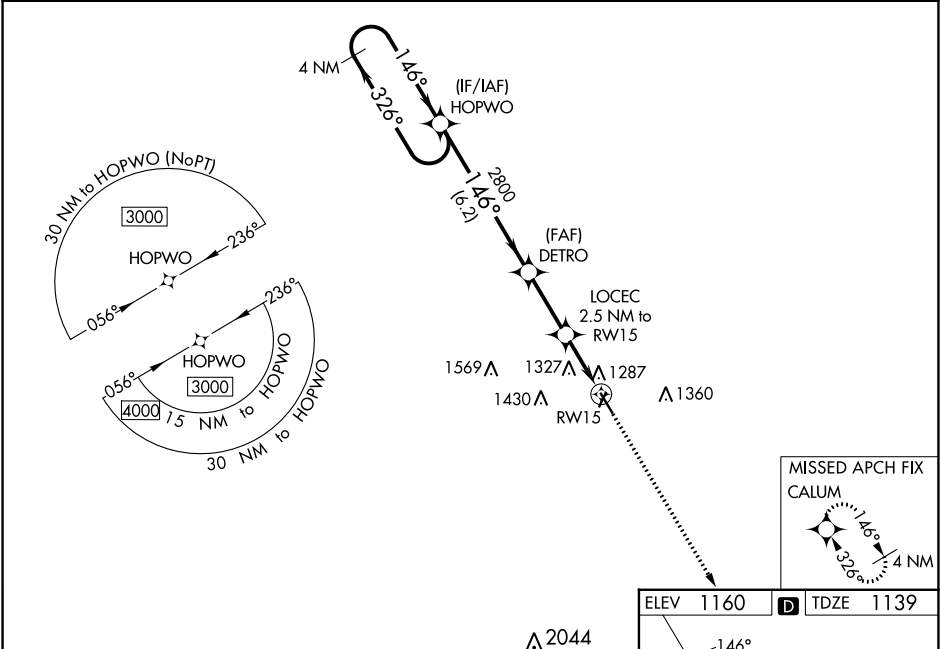 4 NM
146°
326°
(IF/IAF)
HOPWO
30 NM to HOPWO (NoPT)
3000
236°
HOPWO
056°
2800
146°
(6.2)
(FAF)
DETRO
236°
HOPWO
056°
3000
4000
15 NM to HOPWO
30 NM to HOPWO
LOCEC
2.5 NM to
RW15
1569
1327
1287
1430
1360
RW15
MISSED APCH FIX
CALUM
146°
326°
4 NM
ELEV 1160
D
TDZE 1139
2044
146°